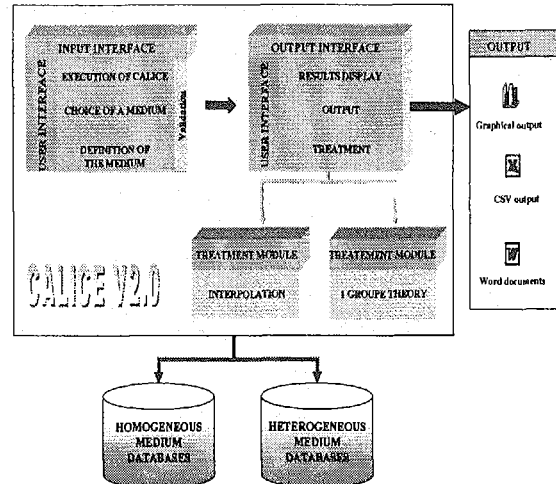 INPUT INTERFACE
USER INTERFACE
EXECUTION OF CALICE
CHOICE OF A MEDIUM
DEFINITION OF
THE MEDIUM
Validation
OUTPUT INTERFACE
USER INTERFACE
RESULTS DISPLAY
OUTPUT
TREATMENT
OUTPUT
Graphical output
CSV output
Word documents
CALICE V2.0
TREATMENT MODULE
INTERPOLATION
TREATEMENT MODULE
1 GROUPE THEORY
HOMOGENEOUS
MEDIUM
DATABASES
HETEROGENEOUS
MEDIUM
DATABASES